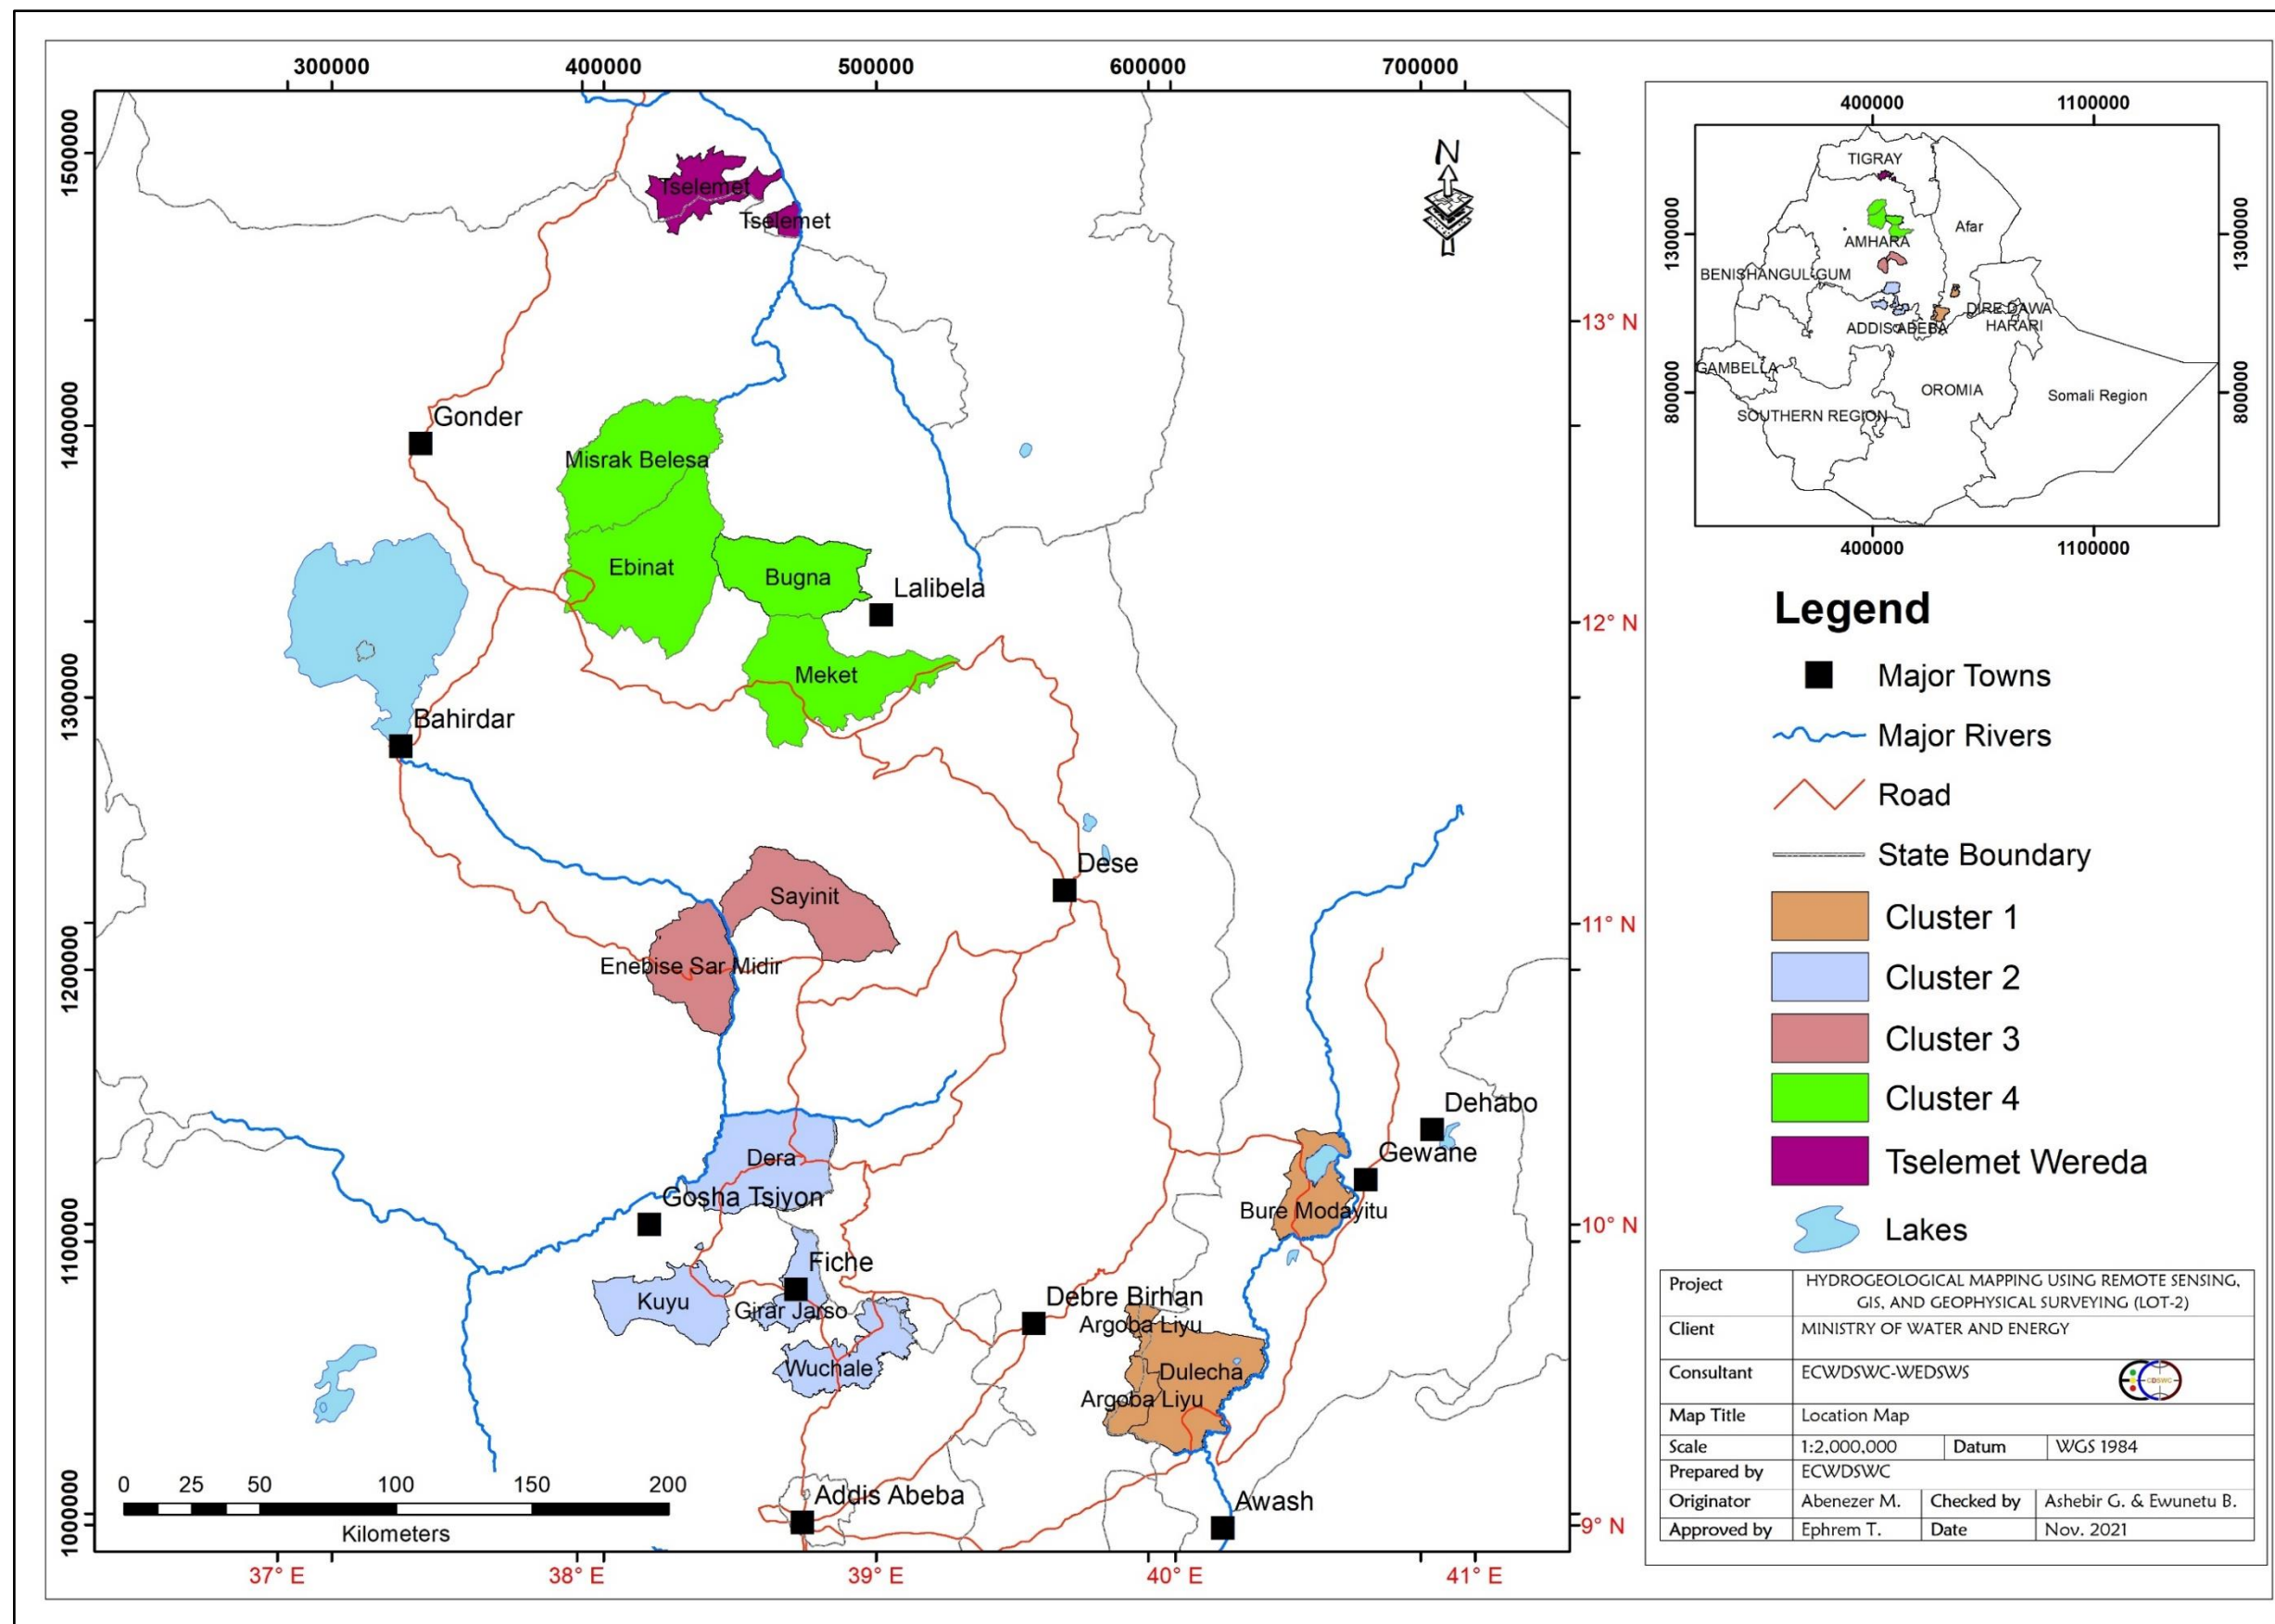 300000 400000 500000 600000 700000
1500000
1400000
1300000
1200000
1100000
1000000
N
Tselemet
Tselemet
13° N
Gonder
Misrak Belesa
Ebinat
Bugna
Lalibela
12° N
Meket
Bahirdar
Dese
Sayinit
11° N
Enebise Sar Midir
Dehabo
Gewane
Dera
Gosha Tsiyon
Bure Modayitu
10° N
Fiche
Kuyu
Girar Jarso
Debre Birhan
Argoba Liyu
Wuchale
Dulecha
Argoba Liyu
0 25 50 100 150 200
Kilometers
Addis Abeba
Awash
9° N
37° E 38° E 39° E 40° E 41° E
400000 1100000
1300000
800000
1300000
800000
TIGRAY
Afar
AMHARA
BENISHANGUL-GUM
DIRE DAWA
HARARI
ADDIS ABEBA
GAMBELLA
OROMIA
Somali Region
SOUTHERN REGION
400000 1100000
Legend
Major Towns
Major Rivers
Road
State Boundary
Cluster 1
Cluster 2
Cluster 3
Cluster 4
Tselemet Wereda
Lakes
Project HYDROGEOLOGICAL MAPPING USING REMOTE SENSING,
GIS, AND GEOPHYSICAL SURVEYING (LOT-2)
Client MINISTRY OF WATER AND ENERGY
Consultant ECWDSWC-WEDSWS CDSWC
Map Title Location Map
Scale 1:2,000,000 Datum WGS 1984
Prepared by ECWDSWC
Originator Abenezer M. Checked by Ashebir G. & Ewunetu B.
Approved by Ephrem T. Date Nov. 2021